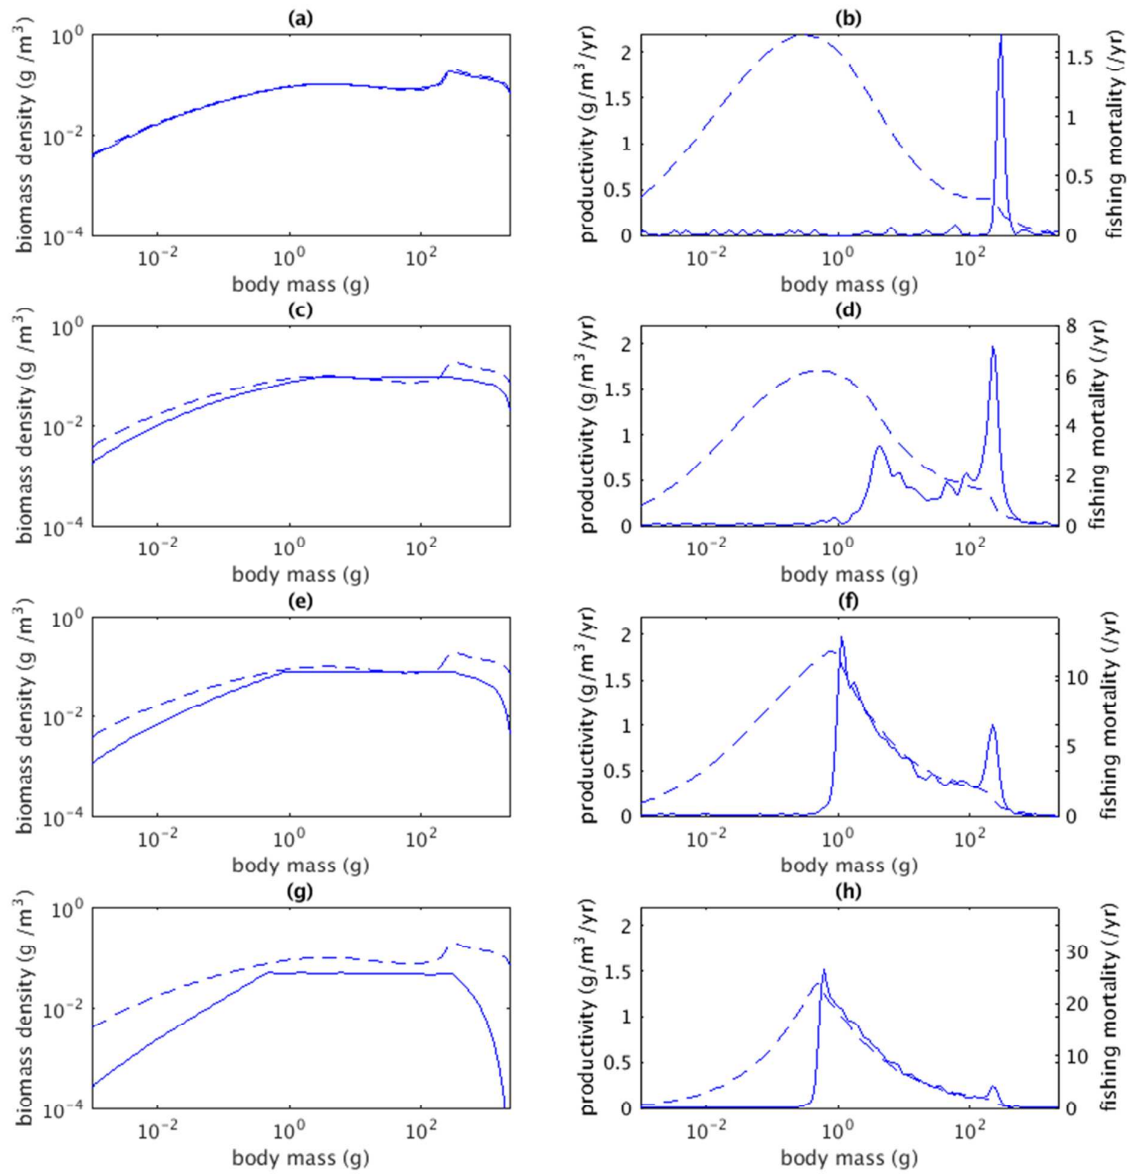 (a)
biomass density (g /m³)
10⁰
10⁻²
10⁻⁴
10⁻² 10⁰ 10²
body mass (g)
(b)
productivity (g/m³/yr)
2
1.5
1
0.5
0
1.5
1
0.5
0
fishing mortality (/yr)
10⁻² 10⁰ 10²
body mass (g)
(c)
biomass density (g /m³)
10⁰
10⁻²
10⁻⁴
10⁻² 10⁰ 10²
body mass (g)
(d)
productivity (g/m³/yr)
2
1.5
1
0.5
0
8
6
4
2
0
fishing mortality (/yr)
10⁻² 10⁰ 10²
body mass (g)
(e)
biomass density (g /m³)
10⁰
10⁻²
10⁻⁴
10⁻² 10⁰ 10²
body mass (g)
(f)
productivity (g/m³/yr)
2
1.5
1
0.5
0
10
5
0
fishing mortality (/yr)
10⁻² 10⁰ 10²
body mass (g)
(g)
biomass density (g /m³)
10⁰
10⁻²
10⁻⁴
10⁻² 10⁰ 10²
body mass (g)
(h)
productivity (g/m³/yr)
2
1.5
1
0.5
0
30
20
10
0
fishing mortality (/yr)
10⁻² 10⁰ 10²
body mass (g)